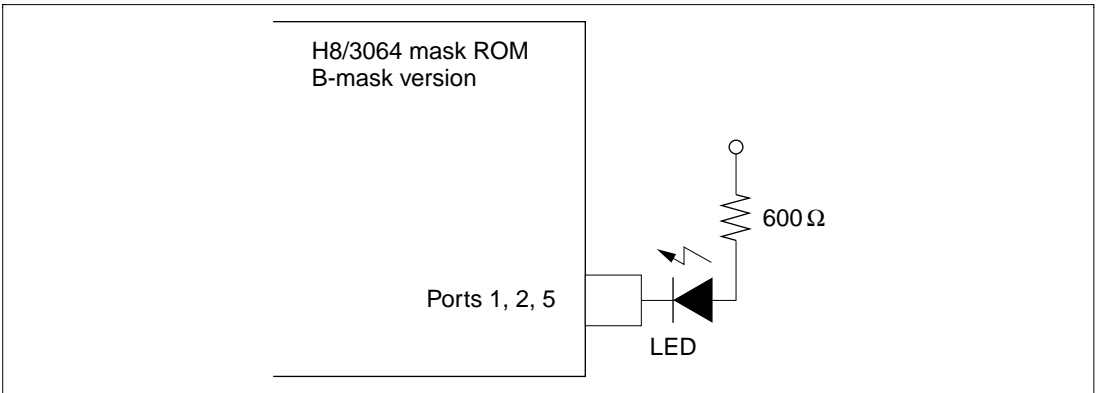 H8/3064 mask ROM
B-mask version
600 Ω
Ports 1, 2, 5
LED